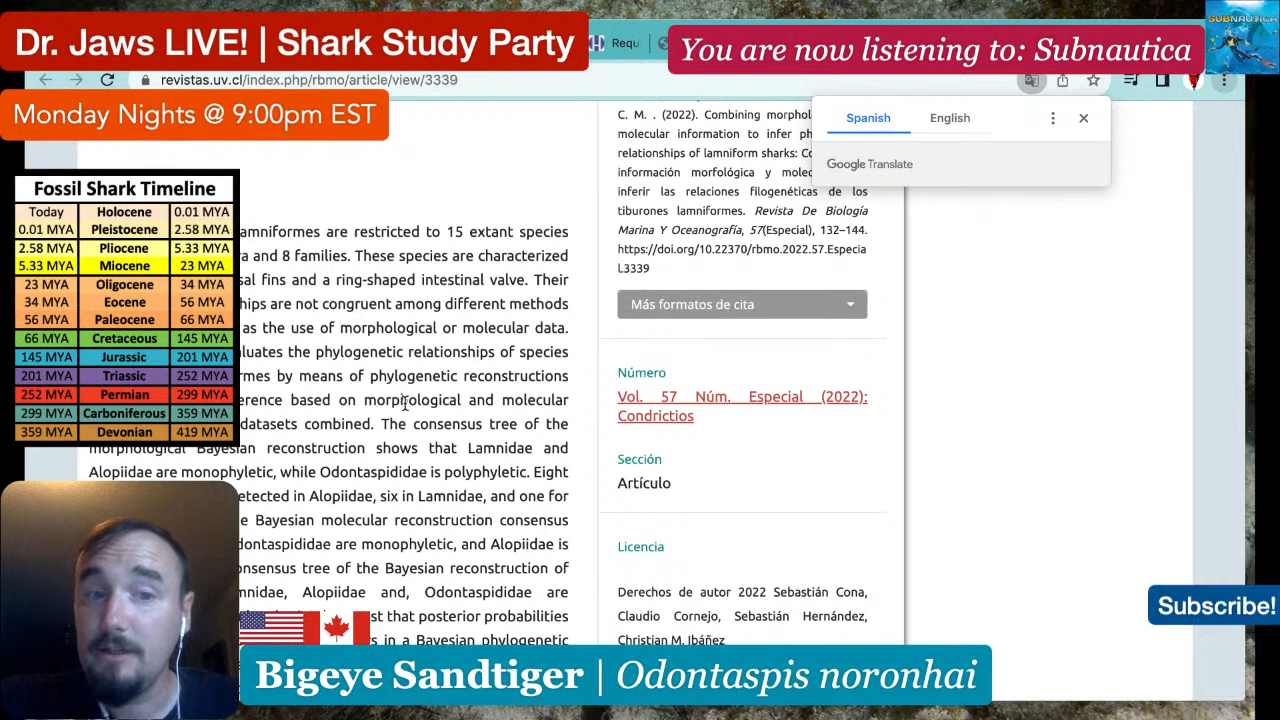 Dr. Jaws LIVE! | Shark Study Party
Requ
You are now listening to: Subnautica
SUBNAUTICA
revistas.uv.cl/index.php/rbmo/article/view/3339
Monday Nights @ 9:00pm EST
Spanish English
Google Translate
Fossil Shark Timeline
Today Holocene 0.01 MYA
0.01 MYA Pleistocene 2.58 MYA
2.58 MYA Pliocene 5.33 MYA
5.33 MYA Miocene 23 MYA
23 MYA Oligocene 34 MYA
34 MYA Eocene 56 MYA
56 MYA Paleocene 66 MYA
66 MYA Cretaceous 145 MYA
145 MYA Jurassic 201 MYA
201 MYA Triassic 252 MYA
252 MYA Permian 299 MYA
299 MYA Carboniferous 359 MYA
359 MYA Devonian 419 MYA
amniformes are restricted to 15 extant species
a and 8 families. These species are characterized
sal fins and a ring-shaped intestinal valve. Their
hips are not congruent among different methods
as the use of morphological or molecular data.
luates the phylogenetic relationships of species
rmes by means of phylogenetic reconstructions
erence based on morphological and molecular
datasets combined. The consensus tree of the
morphological Bayesian reconstruction shows that Lamnidae and
Alopiidae are monophyletic, while Odontaspididae is polyphyletic. Eight
etected in Alopiidae, six in Lamnidae, and one for
e Bayesian molecular reconstruction consensus
dontaspididae are monophyletic, and Alopiidae is
onsensus tree of the Bayesian reconstruction of
mnidae, Alopiidae and, Odontaspididae are
st that posterior probabilities
rs in a Bayesian phylogenetic
C. M. . (2022). Combining morphol
molecular information to infer ph
relationships of lamniform sharks: Co
información morfológica y molec
inferir las relaciones filogenéticas de los
tiburones lamniformes. Revista De Biología
Marina Y Oceanografía, 57(Especial), 132–144.
https://doi.org/10.22370/rbmo.2022.57.Especia
l.3339
Más formatos de cita
Número
Vol. 57 Núm. Especial (2022):
Condrictios
Sección
Artículo
Licencia
Derechos de autor 2022 Sebastián Cona,
Claudio Cornejo, Sebastián Hernández,
Christian M. Ibáñez
Subscribe!
Bigeye Sandtiger | Odontaspis noronhai